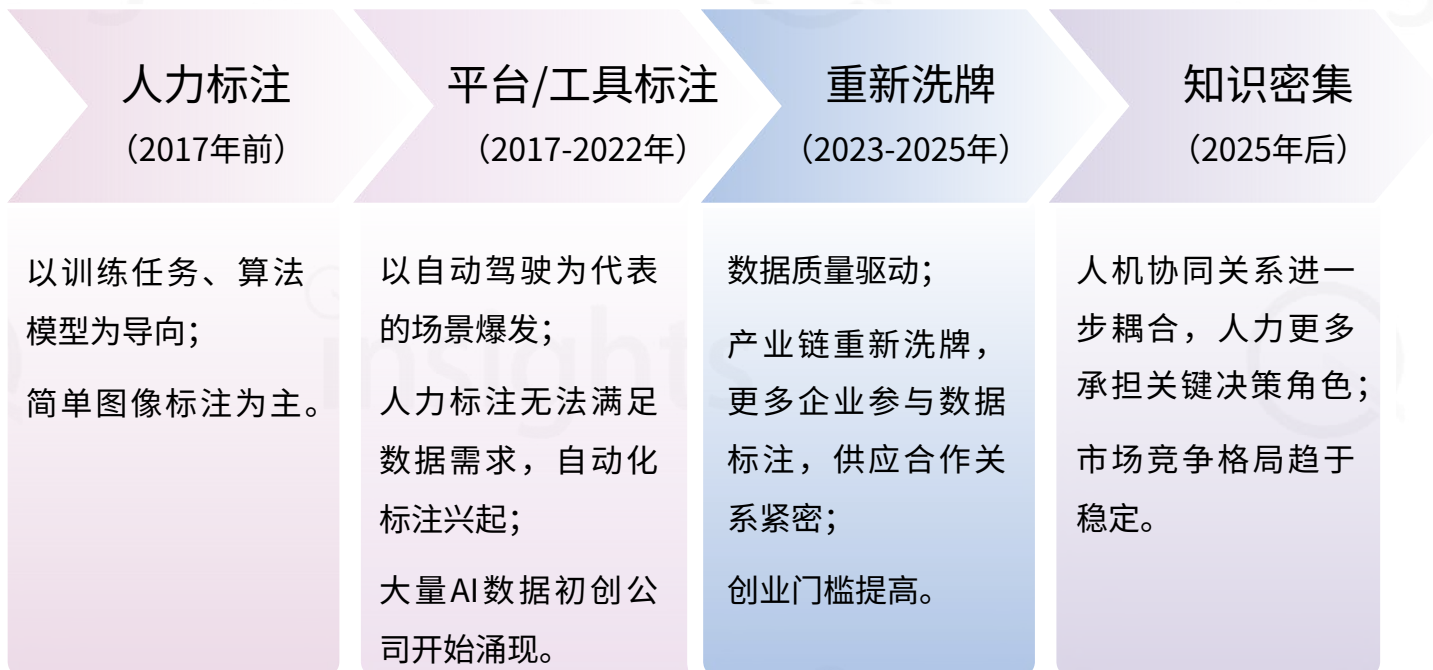 人力标注
（2017年前）
以训练任务、算法
模型为导向；
简单图像标注为主。
平台/工具标注
（2017-2022年）
以自动驾驶为代表
的场景爆发；
人力标注无法满足
数据需求，自动化
标注兴起；
大量AI数据初创公
司开始涌现。
重新洗牌
（2023-2025年）
数据质量驱动；
产业链重新洗牌，
更多企业参与数据
标注，供应合作关
系紧密；
创业门槛提高。
知识密集
（2025年后）
人机协同关系进一
步耦合，人力更多
承担关键决策角色；
市场竞争格局趋于
稳定。
insights